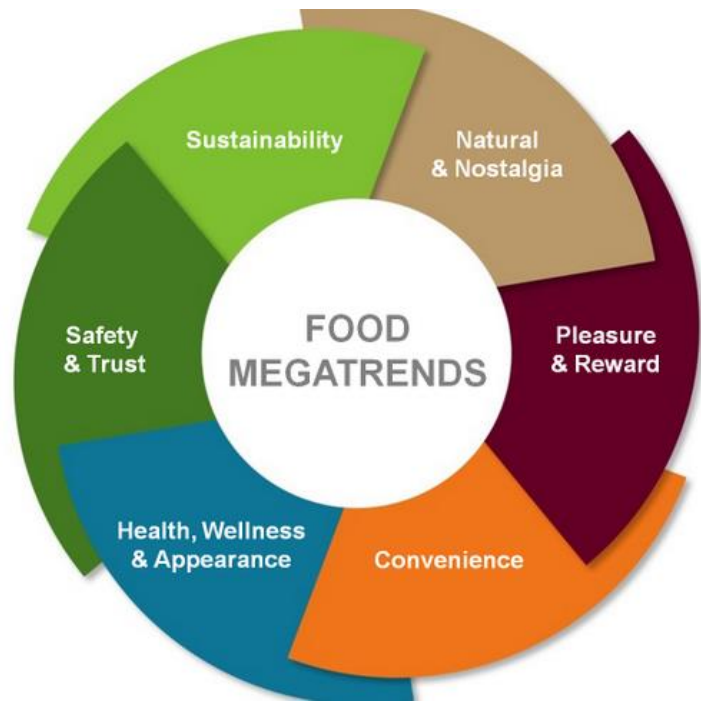 Sustainability
Natural
& Nostalgia
Safety
& Trust
FOOD
MEGATRENDS
Pleasure
& Reward
Health, Wellness
& Appearance
Convenience